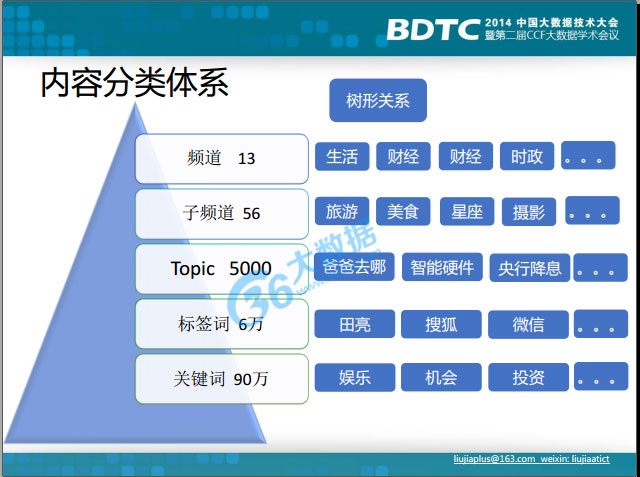 BDTC 2014 中国大数据技术大会
暨第二届CCF大数据学术会议
内容分类体系
树形关系
频道 13 生活 财经 财经 时政 。。。
子频道 56 旅游 美食 星座 摄影 。。。
Topic 5000 爸爸去哪 智能硬件 央行降息 。。。
标签词 6万 田亮 搜狐 微信 。。。
关键词 90万 娱乐 机会 投资 。。。
36大数据
liujiaplus@163.com weixin: liujiaatict